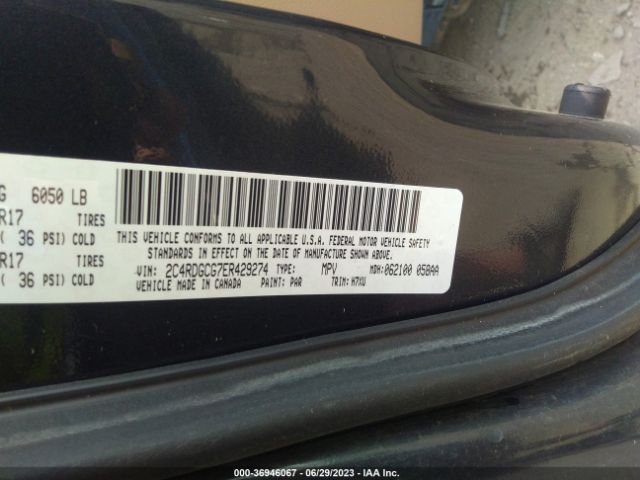 G 6050 LB
R17 TIRES
( 36 PSI) COLD
R17 TIRES
( 36 PSI) COLD
THIS VEHICLE CONFORMS TO ALL APPLICABLE U.S.A. FEDERAL MOTOR VEHICLE SAFETY
STANDARDS IN EFFECT ON THE DATE OF MANUFACTURE SHOWN ABOVE.
VIN: 2C4RDGCG7ER429274 TYPE: MPV MDH:062100 05BAA
VEHICLE MADE IN CANADA PAINT: PAR TRIM: H7XU
000-36946067 - 06/29/2023 - IAA Inc.